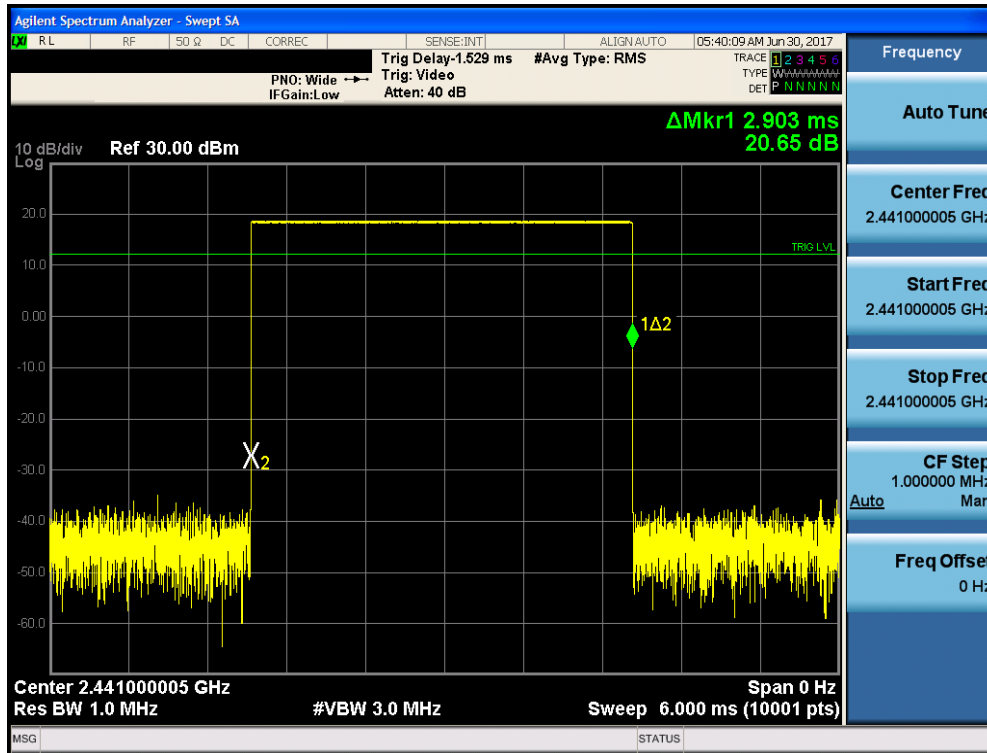 Agilent Spectrum Analyzer - Swept SA
LXI RL RF 50 Ω DC CORREC SENSE:INT ALIGN AUTO 05:40:09 AM Jun 30, 2017
Frequency
Trig Delay-1.529 ms #Avg Type: RMS TRACE 1 2 3 4 5 6
PNO: Wide Trig: Video TYPE WWWWWW
IFGain:Low Atten: 40 dB DET P N N N N N
Auto Tune
ΔMkr1 2.903 ms
20.65 dB
10 dB/div Ref 30.00 dBm
Log
Center Freq
2.441000005 GHz
20.0
TRIG LVL
10.0
Start Freq
2.441000005 GHz
0.00
1Δ2
-10.0
Stop Freq
2.441000005 GHz
-20.0
X2
-30.0
CF Step
1.000000 MHz
Auto Man
-40.0
-50.0
Freq Offset
0 Hz
-60.0
Center 2.441000005 GHz Span 0 Hz
Res BW 1.0 MHz #VBW 3.0 MHz Sweep 6.000 ms (10001 pts)
MSG STATUS